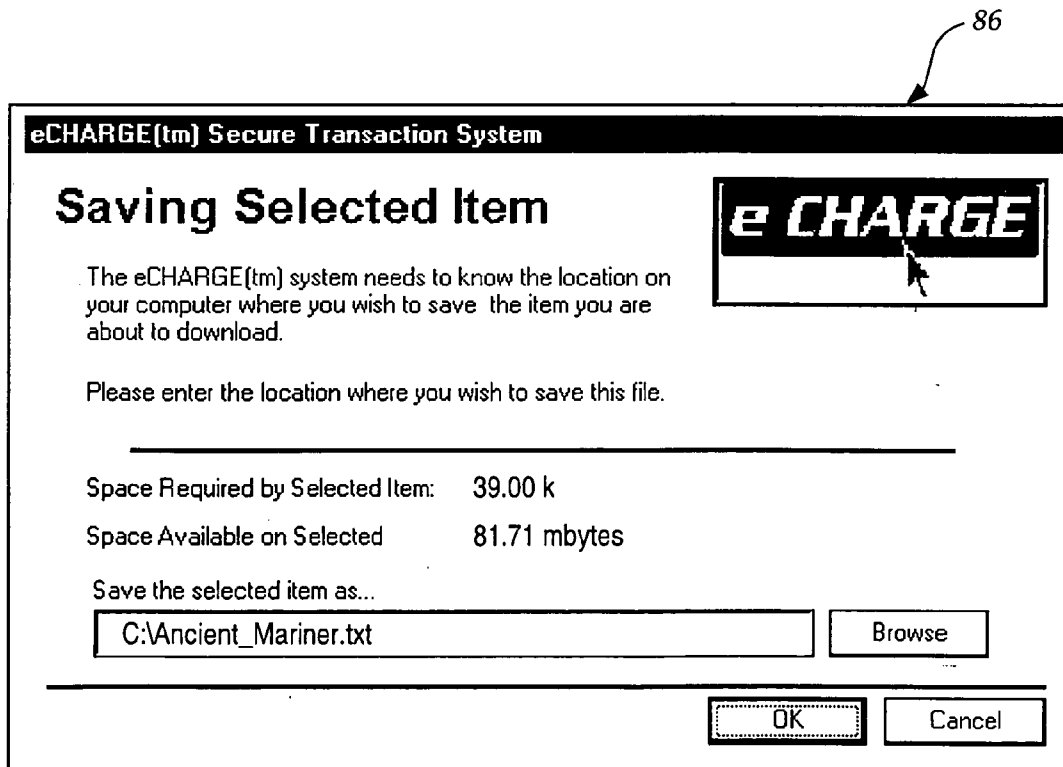 86
eCHARGE(tm) Secure Transaction System
Saving Selected Item
e CHARGE
The eCHARGE(tm) system needs to know the location on
your computer where you wish to save the item you are
about to download.
Please enter the location where you wish to save this file.
Space Required by Selected Item: 39.00 k
Space Available on Selected 81.71 mbytes
Save the selected item as...
C:\Ancient_Mariner.txt Browse
OK Cancel